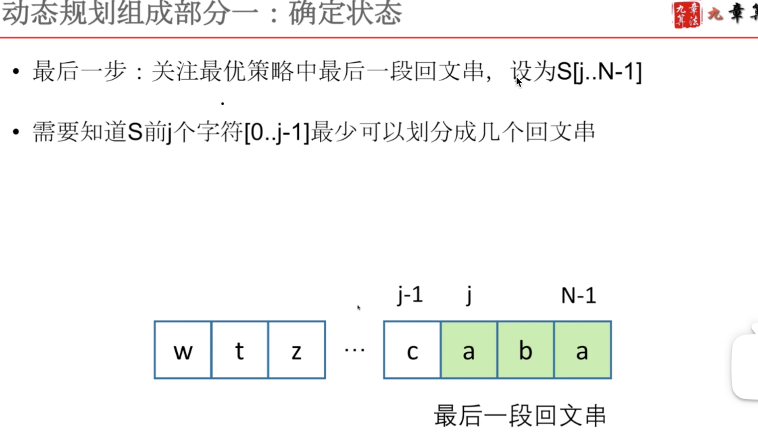 动态规划组成部分一：确定状态
九章算法
九章算
• 最后一步：关注最优策略中最后一段回文串，设为S[j..N-1]
• 需要知道S前j个字符[0..j-1]最少可以划分成几个回文串
j-1 j N-1
w t z … c a b a
最后一段回文串